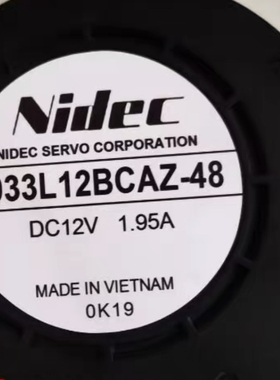 Nidec
NIDEC SERVO CORPORATION
033L12BCAZ-48
DC12V 1.95A
MADE IN VIETNAM
0K19